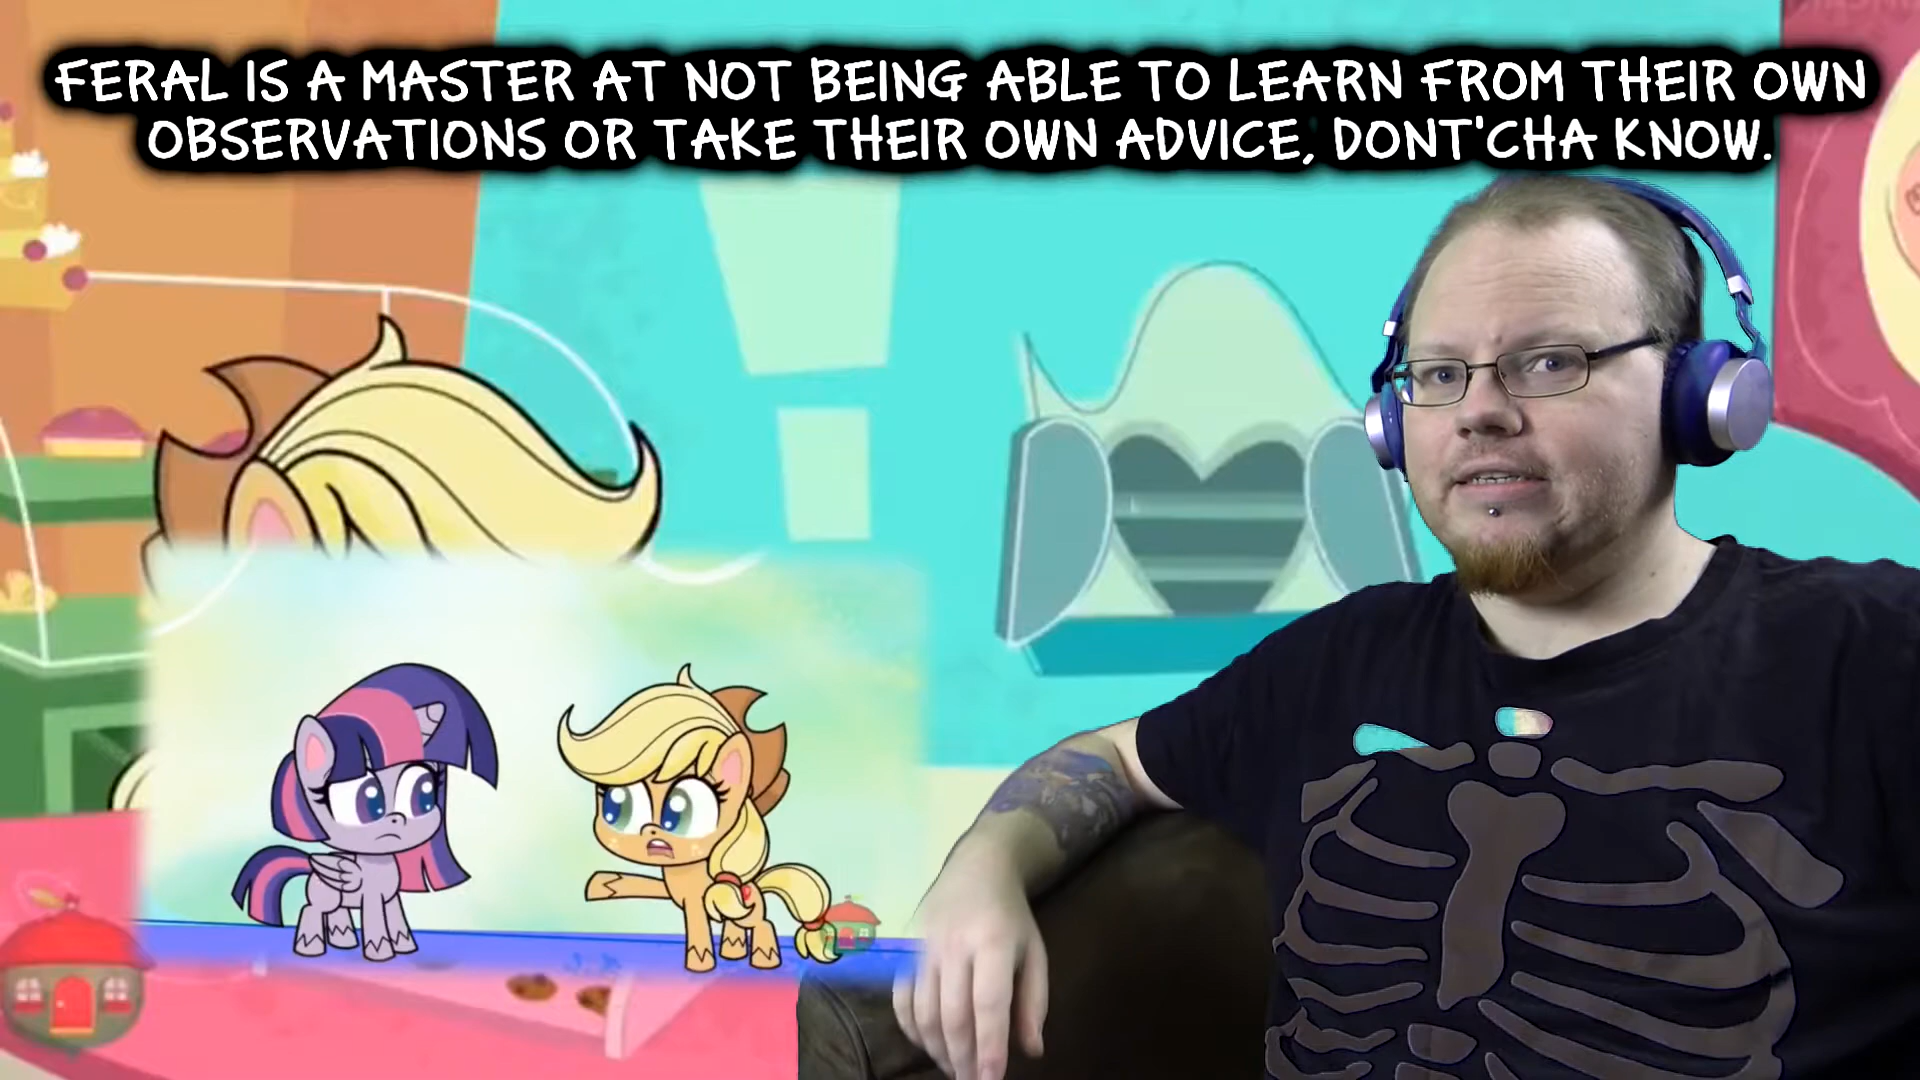 FERAL IS A MASTER AT NOT BEING ABLE TO LEARN FROM THEIR OWN
OBSERVATIONS OR TAKE THEIR OWN ADVICE, DONT'CHA KNOW.